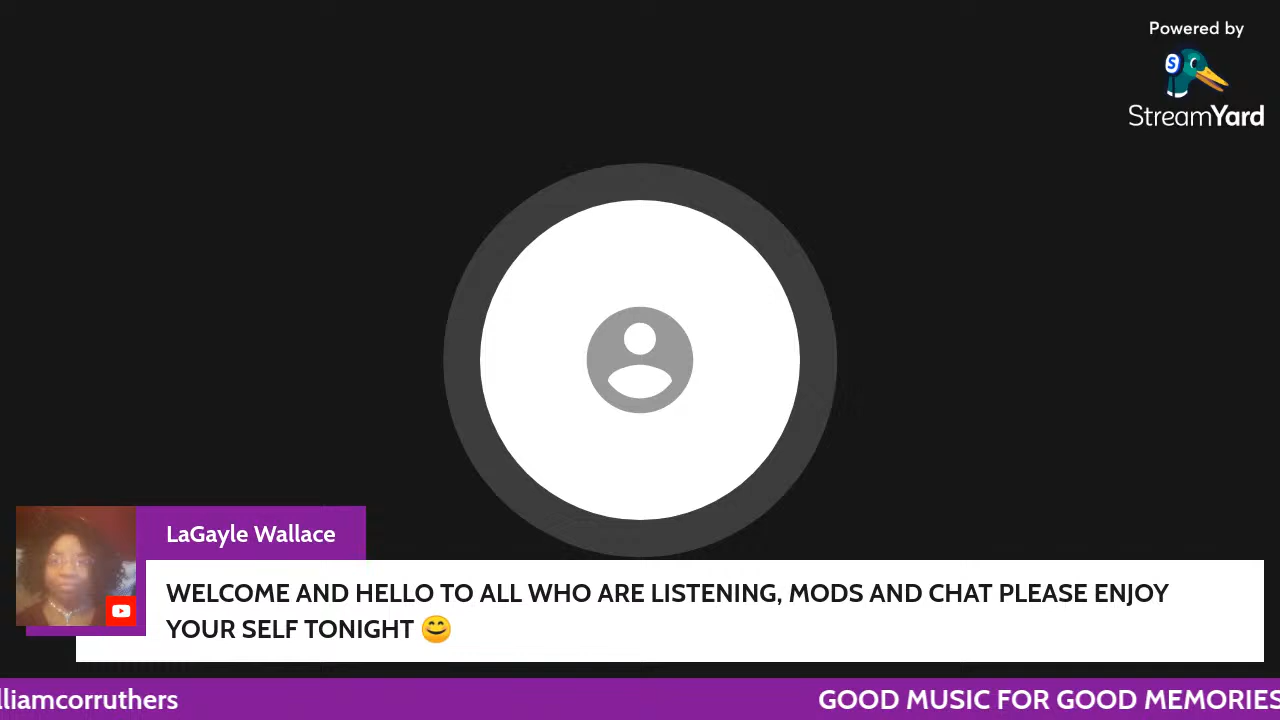 Powered by
S
StreamYard
LaGayle Wallace
WELCOME AND HELLO TO ALL WHO ARE LISTENING, MODS AND CHAT PLEASE ENJOY
YOUR SELF TONIGHT 😊
lliamcorruthers GOOD MUSIC FOR GOOD MEMORIES